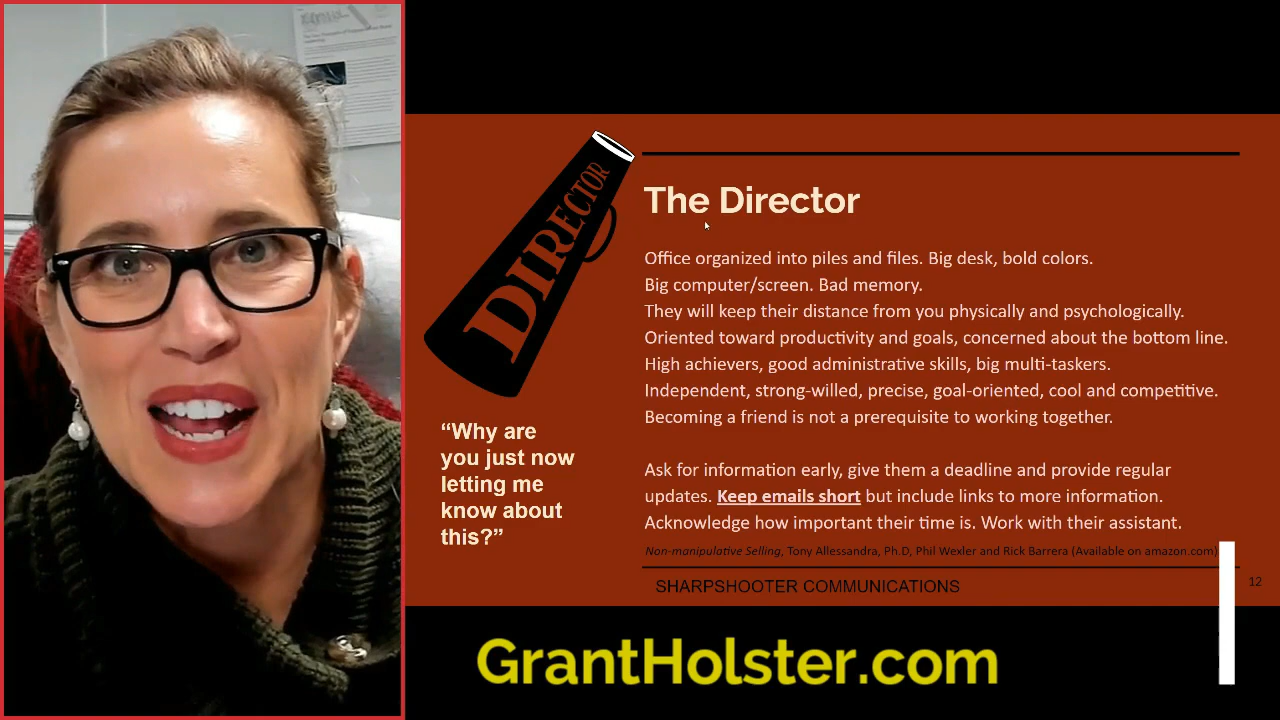 DIRECTOR
The Director
Office organized into piles and files. Big desk, bold colors.
Big computer/screen. Bad memory.
They will keep their distance from you physically and psychologically.
Oriented toward productivity and goals, concerned about the bottom line.
High achievers, good administrative skills, big multi-taskers.
Independent, strong-willed, precise, goal-oriented, cool and competitive.
Becoming a friend is not a prerequisite to working together.
“Why are
you just now
letting me
know about
this?”
Ask for information early, give them a deadline and provide regular
updates. Keep emails short but include links to more information.
Acknowledge how important their time is. Work with their assistant.
Non-manipulative Selling, Tony Allessandra, Ph.D, Phil Wexler and Rick Barrera (Available on amazon.com)
SHARPSHOOTER COMMUNICATIONS
12
GrantHolster.com